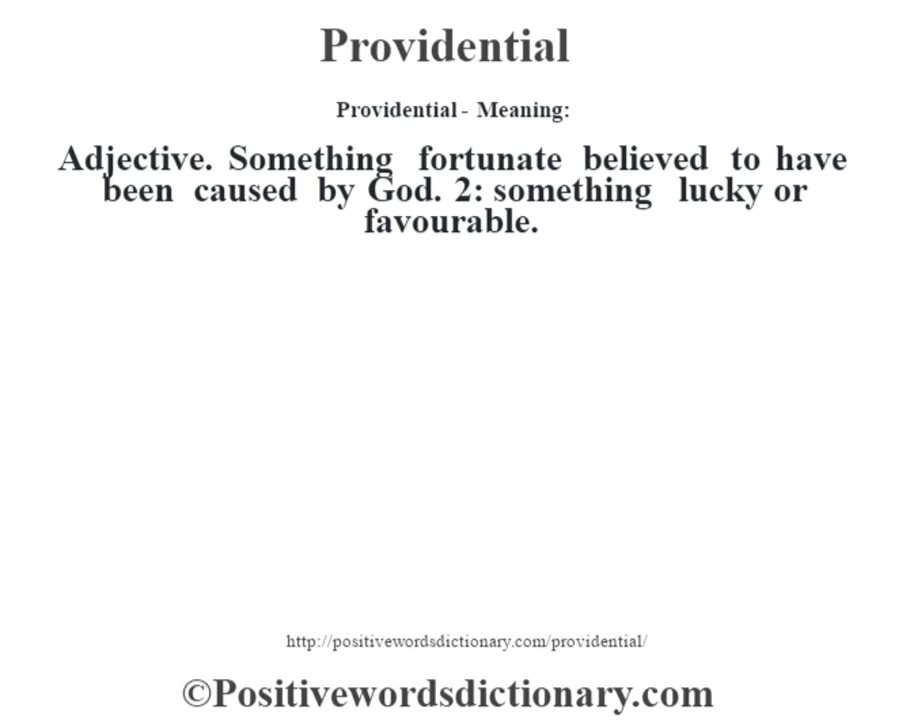 Providential
Providential - Meaning:
Adjective. Something fortunate believed to have
been caused by God. 2: something lucky or
favourable.
http://positivewordsdictionary.com/providential/
©Positivewordsdictionary.com